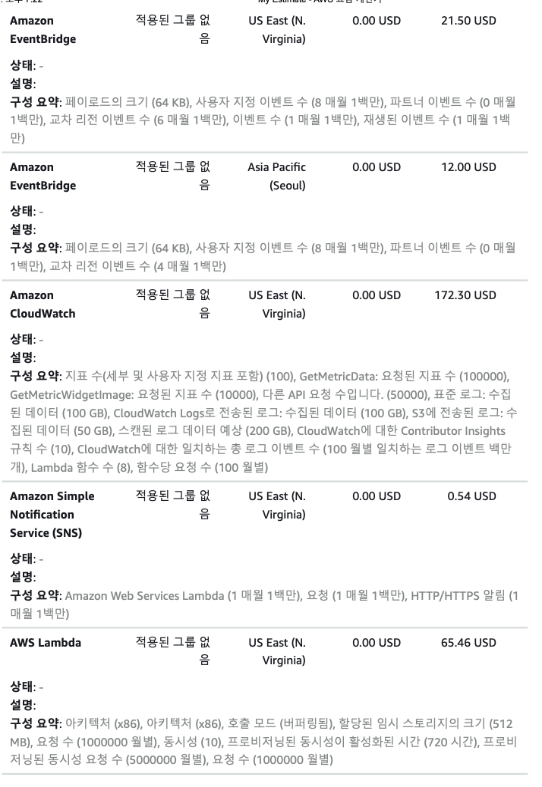 Amazon EventBridge 적용된 그룹 없음 US East (N. Virginia) 0.00 USD 21.50 USD
상태: -
설명:
구성 요약: 페이로드의 크기 (64 KB), 사용자 지정 이벤트 수 (8 매월 1백만), 파트너 이벤트 수 (0 매월
1백만), 교차 리전 이벤트 수 (6 매월 1백만), 이벤트 수 (1 매월 1백만), 재생된 이벤트 수 (1 매월 1백
만)
Amazon EventBridge 적용된 그룹 없음 Asia Pacific (Seoul) 0.00 USD 12.00 USD
상태: -
설명:
구성 요약: 페이로드의 크기 (64 KB), 사용자 지정 이벤트 수 (8 매월 1백만), 파트너 이벤트 수 (0 매월
1백만), 교차 리전 이벤트 수 (4 매월 1백만)
Amazon CloudWatch 적용된 그룹 없음 US East (N. Virginia) 0.00 USD 172.30 USD
상태: -
설명:
구성 요약: 지표 수(세부 및 사용자 지정 지표 포함) (100), GetMetricData: 요청된 지표 수 (100000),
GetMetricWidgetImage: 요청된 지표 수 (10000), 다른 API 요청 수입니다. (50000), 표준 로그: 수집
된 데이터 (100 GB), CloudWatch Logs로 전송된 로그: 수집된 데이터 (100 GB), S3에 전송된 로그: 수
집된 데이터 (50 GB), 스캔된 로그 데이터 예상 (200 GB), CloudWatch에 대한 Contributor Insights
규칙 수 (10), CloudWatch에 대한 일치하는 총 로그 이벤트 수 (100 월별 일치하는 로그 이벤트 백만
개), Lambda 함수 수 (8), 함수당 요청 수 (100 월별)
Amazon Simple Notification Service (SNS) 적용된 그룹 없음 US East (N. Virginia) 0.00 USD 0.54 USD
상태: -
설명:
구성 요약: Amazon Web Services Lambda (1 매월 1백만), 요청 (1 매월 1백만), HTTP/HTTPS 알림 (1
매월 1백만)
AWS Lambda 적용된 그룹 없음 US East (N. Virginia) 0.00 USD 65.46 USD
상태: -
설명:
구성 요약: 아키텍처 (x86), 아키텍처 (x86), 호출 모드 (버퍼링됨), 할당된 임시 스토리지의 크기 (512
MB), 요청 수 (1000000 월별), 동시성 (10), 프로비저닝된 동시성이 활성화된 시간 (720 시간), 프로비
저닝된 동시성 요청 수 (5000000 월별), 요청 수 (1000000 월별)